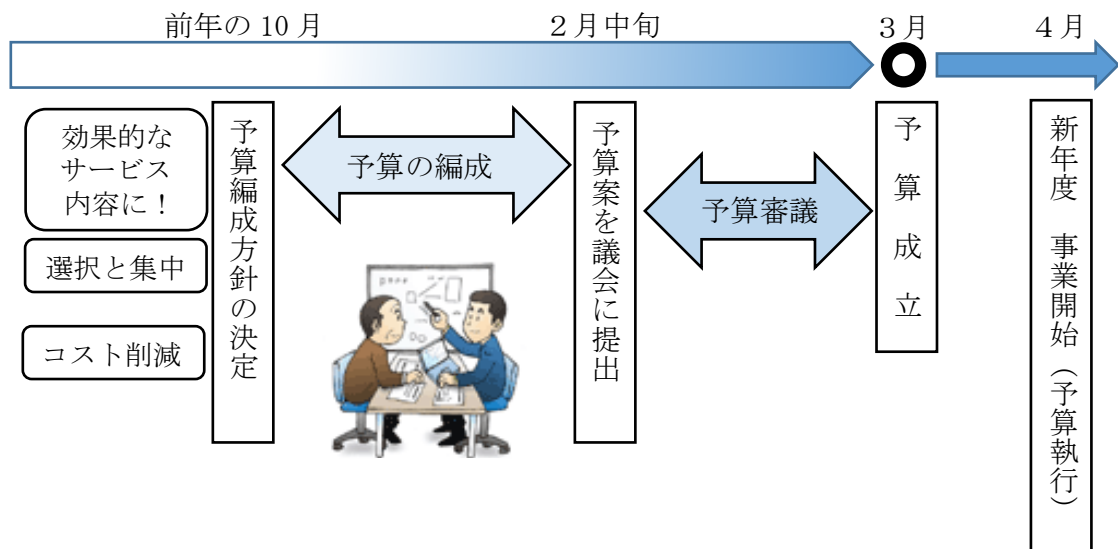 前年の 10 月
２月中旬
３月
４月
効果的な
サービス
内容に！
選択と集中
コスト削減
予算編成方針の決定
予算の編成
予算案を議会に提出
予算審議
予算成立
新年度　事業開始（予算執行）